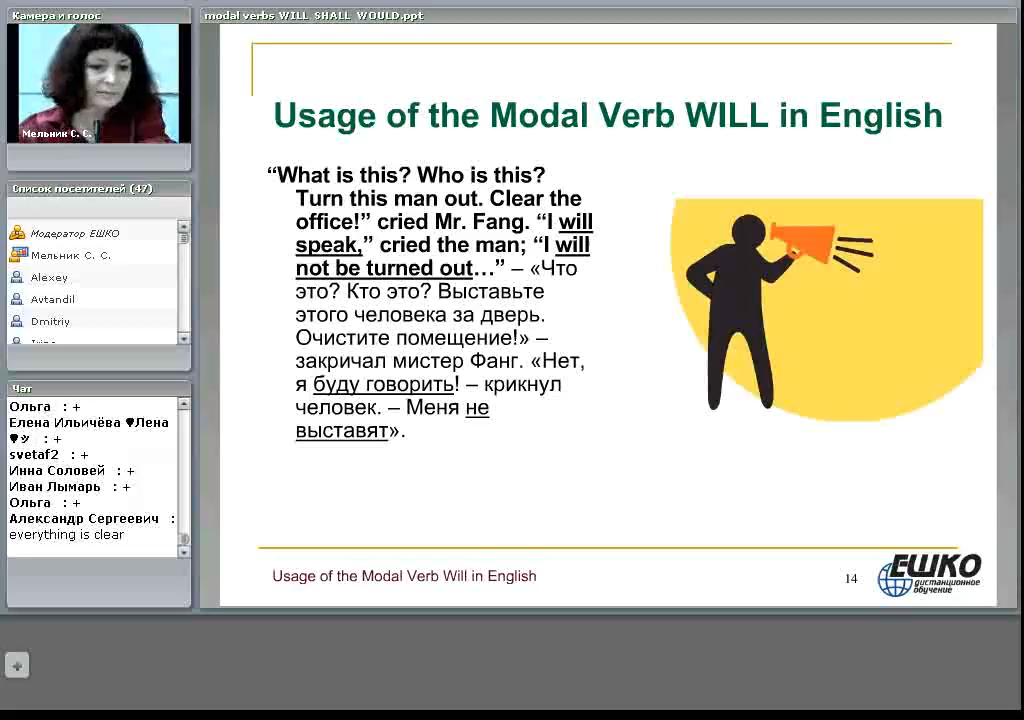 Камера и голос
Мельник С. С.
Список посетителей (47)
Модератор ЕШКО
Мельник С. С.
Alexey
Avtandil
Dmitriy
Чат
Ольга : +
Елена Ильичёва ♥Лена
♥ッ : +
svetaf2 : +
Инна Соловей : +
Иван Лымарь : +
Ольга : +
Александр Сергеевич :
everything is clear
modal verbs WILL SHALL WOULD.ppt
Usage of the Modal Verb WILL in English
“What is this? Who is this?
Turn this man out. Clear the
office!” cried Mr. Fang. “I will
speak,” cried the man; “I will
not be turned out…” – «Что
это? Кто это? Выставьте
этого человека за дверь.
Очистите помещение!» –
закричал мистер Фанг. «Нет,
я буду говорить! – крикнул
человек. – Меня не
выставят».
Usage of the Modal Verb Will in English
14
ЕШКО
дистанционное
обучение